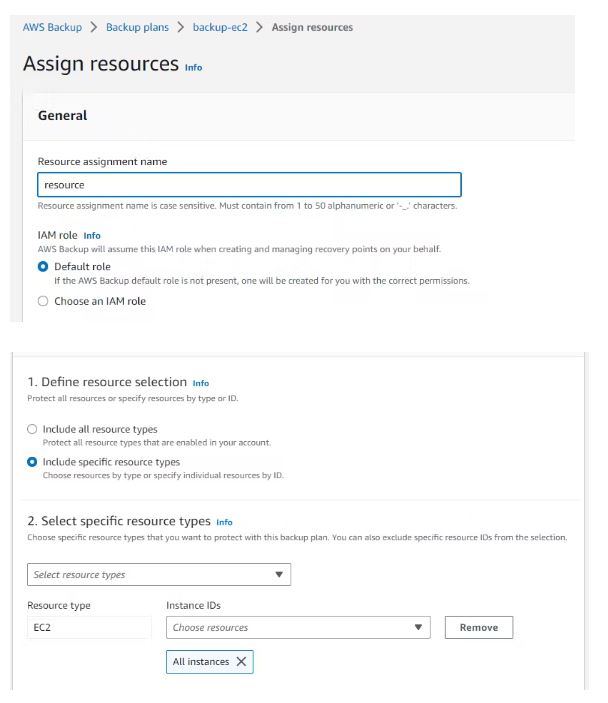 AWS Backup > Backup plans > backup-ec2 > Assign resources
Assign resources Info
General
Resource assignment name
resource
Resource assignment name is case sensitive. Must contain from 1 to 50 alphanumeric or '-_.' characters.
IAM role Info
AWS Backup will assume this IAM role when creating and managing recovery points on your behalf.
Default role
If the AWS Backup default role is not present, one will be created for you with the correct permissions.
Choose an IAM role
1. Define resource selection Info
Protect all resources or specify resources by type or ID.
Include all resource types
Protect all resource types that are enabled in your account.
Include specific resource types
Choose resources by type or specify individual resources by ID.
2. Select specific resource types Info
Choose specific resource types that you want to protect with this backup plan. You can also exclude specific resource IDs from the selection.
Select resource types
Resource type Instance IDs
EC2 Choose resources Remove
All instances